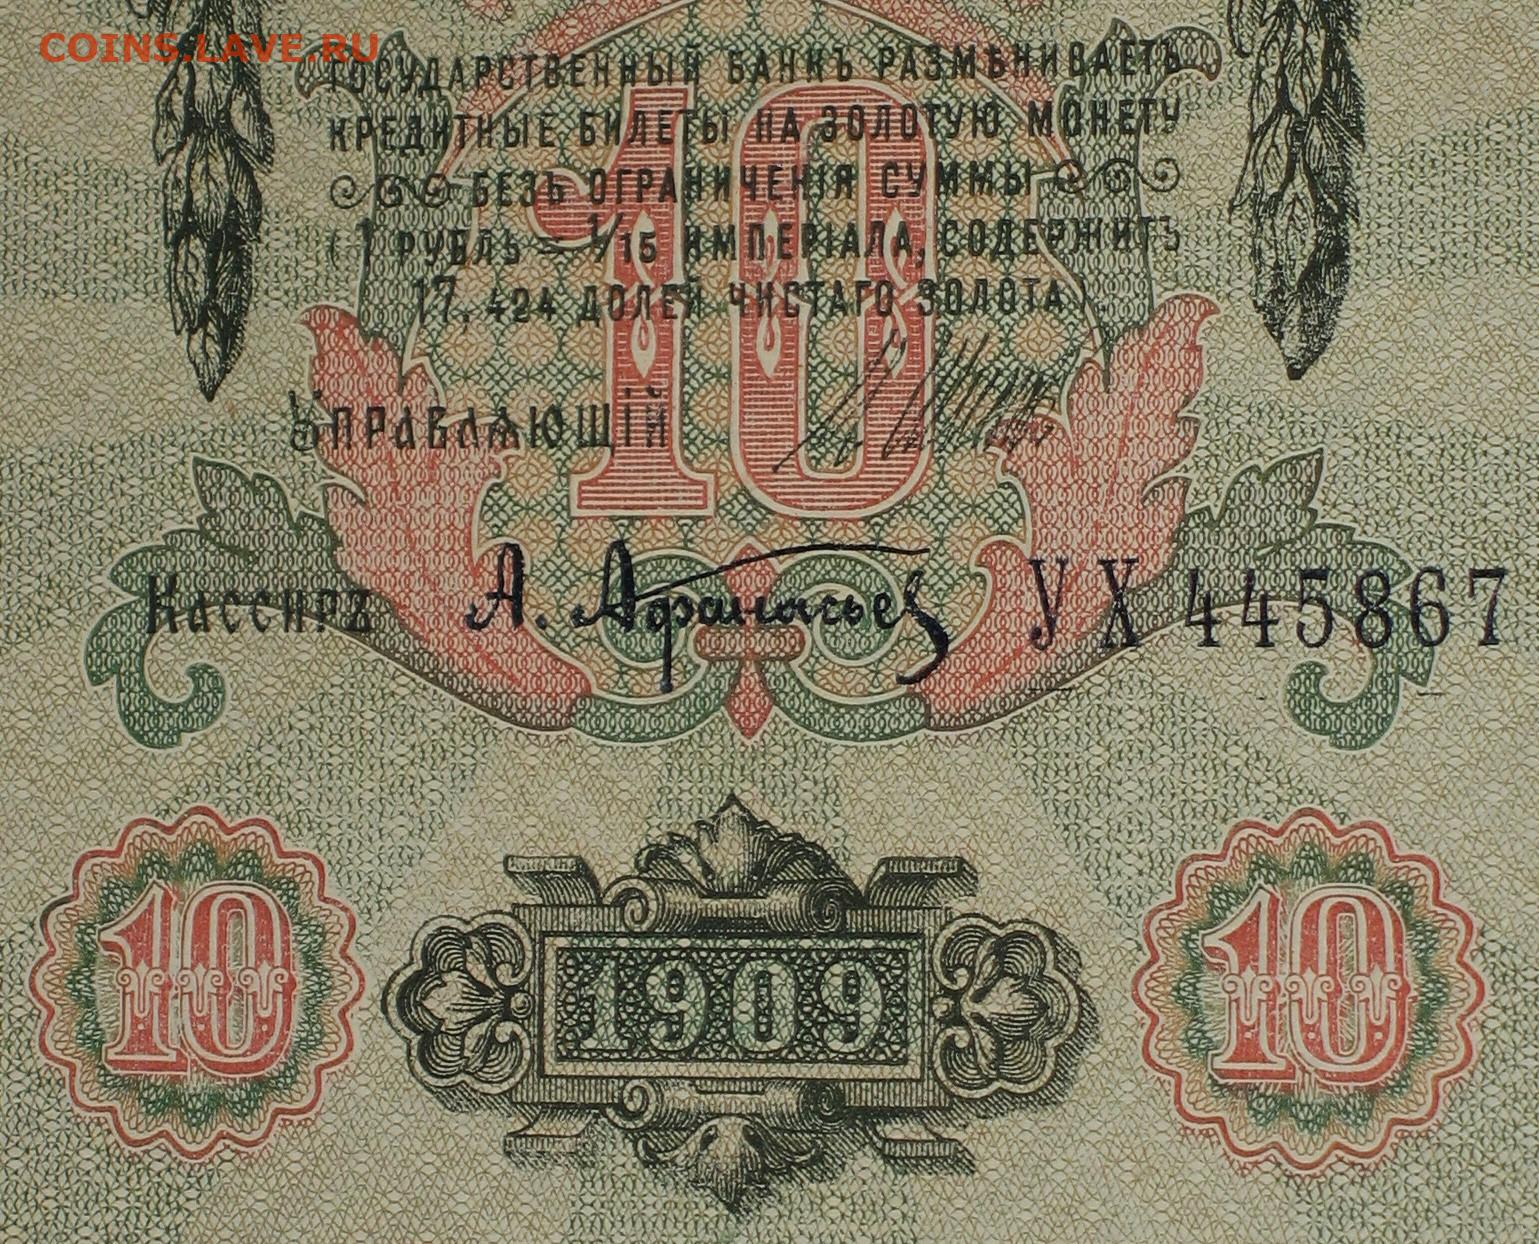 COINS.LAVE.RU
ГОСУДАРСТВЕННЫЙ БАНКЪ РАЗМѢНИВАЕТЪ
КРЕДИТНЫЕ БИЛЕТЫ НА ЗОЛОТУЮ МОНЕТУ
БЕЗЪ ОГРАНИЧЕНІЯ СУММЫ
(1 РУБЛЬ = 1/15 ИМПЕРІАЛА, СОДЕРЖИТЪ
17,424 ДОЛЕЙ ЧИСТАГО ЗОЛОТА)
10
УПРАВЛЯЮЩІЙ
Кассиръ А. Афанасьев УХ 445867
10 1909 10